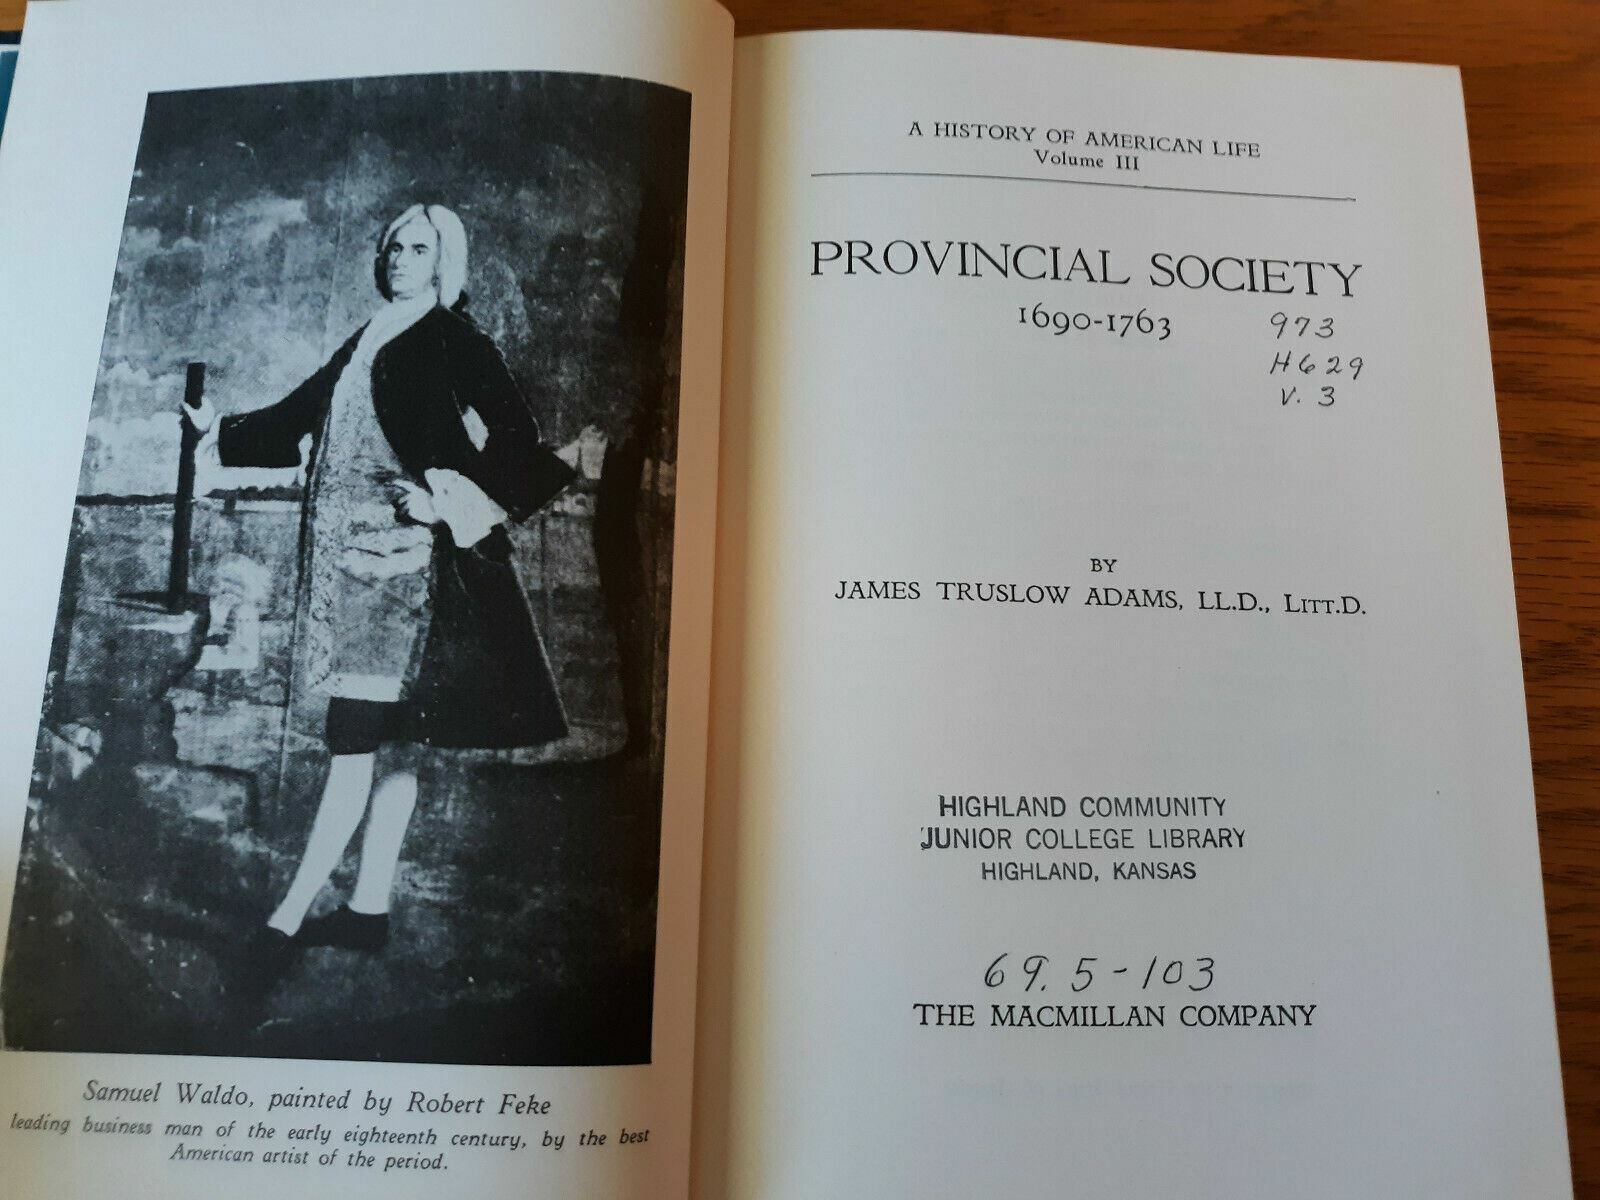 Samuel Waldo, painted by Robert Feke
leading business man of the early eighteenth century, by the best
American artist of the period.
A HISTORY OF AMERICAN LIFE
Volume III
PROVINCIAL SOCIETY
1690-1763
973
H629
V. 3
BY
JAMES TRUSLOW ADAMS, LL.D., LITT.D.
HIGHLAND COMMUNITY
JUNIOR COLLEGE LIBRARY
HIGHLAND, KANSAS
69.5-103
THE MACMILLAN COMPANY